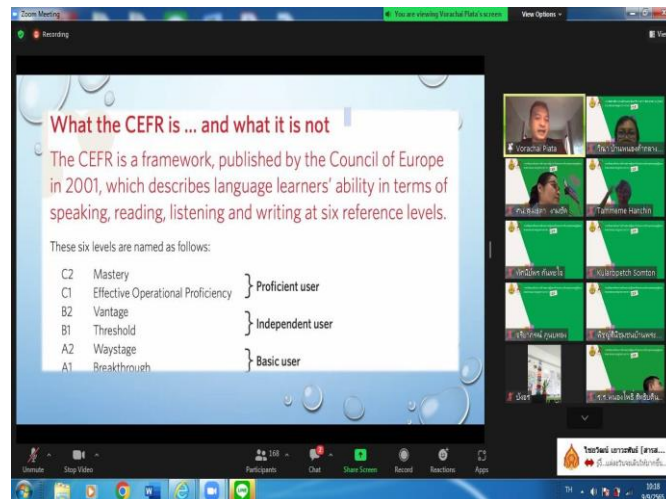 Zoom Meeting
You are viewing Vorachai Plata's screen
View Options
Recording
View
What the CEFR is ... and what it is not
The CEFR is a framework, published by the Council of Europe
in 2001, which describes language learners' ability in terms of
speaking, reading, listening and writing at six reference levels.
These six levels are named as follows:
C2 Mastery
C1 Effective Operational Proficiency
Proficient user
B2 Vantage
B1 Threshold
Independent user
A2 Waystage
A1 Breakthrough
Basic user
Vorachai Plata
Tammeme Hanchin
Kularbpetch Somton
Unmute
Stop Video
168
Participants
2
Chat
Share Screen
Record
Reactions
Apps
TH
10:18